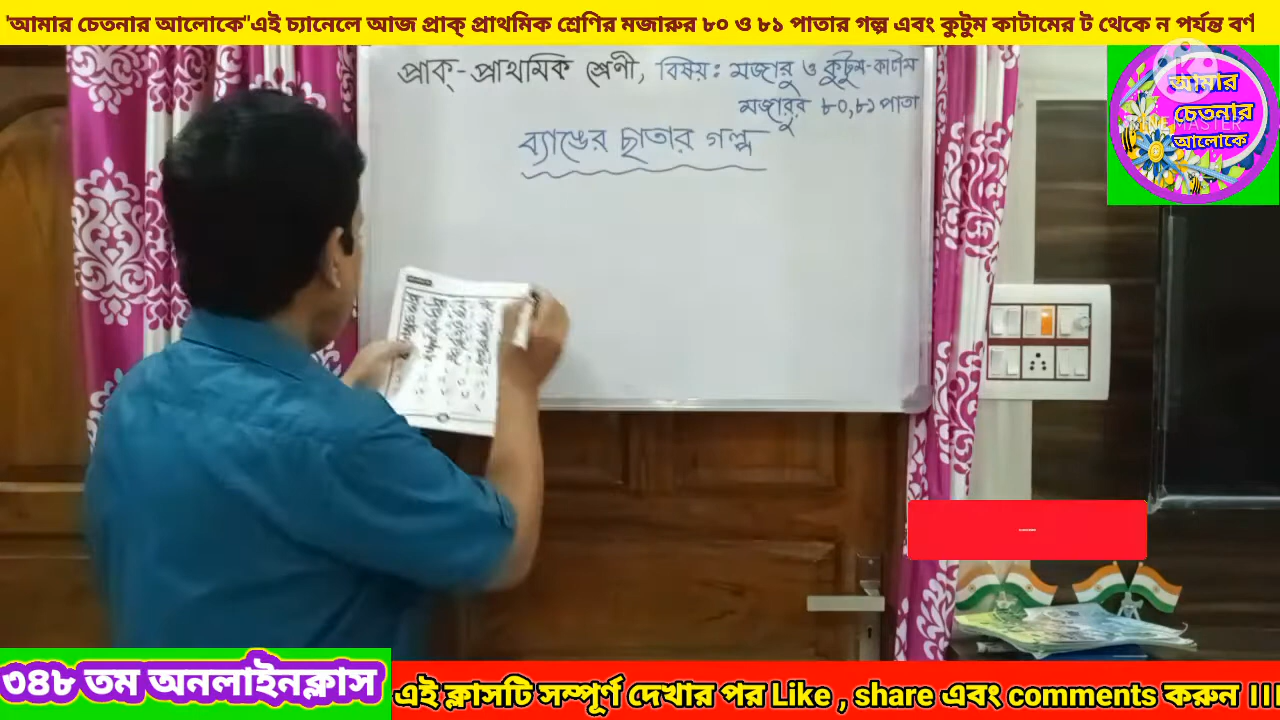 'আমার চেতনার আলোকে"এই চ্যানেলে আজ প্রাক্ প্রাথমিক শ্রেণির মজারুর ৮০ ও ৮১ পাতার গল্প এবং কুটুম কাটামের ট থেকে ন পর্যন্ত বর্ণ
প্রাক্-প্রাথমিক শ্রেণী, বিষয়ঃ মজারু ও কুটুম-কাটাম
মজারুর ৮০,৮১ পাতা
ব্যাঙের ছাতার গল্প
আমার
চেতনার
MASTER
আলোকে
৩৪৮ তম অনলাইনক্লাস
এই ক্লাসটি সম্পূর্ণ দেখার পর Like , share এবং comments করুন ।।।